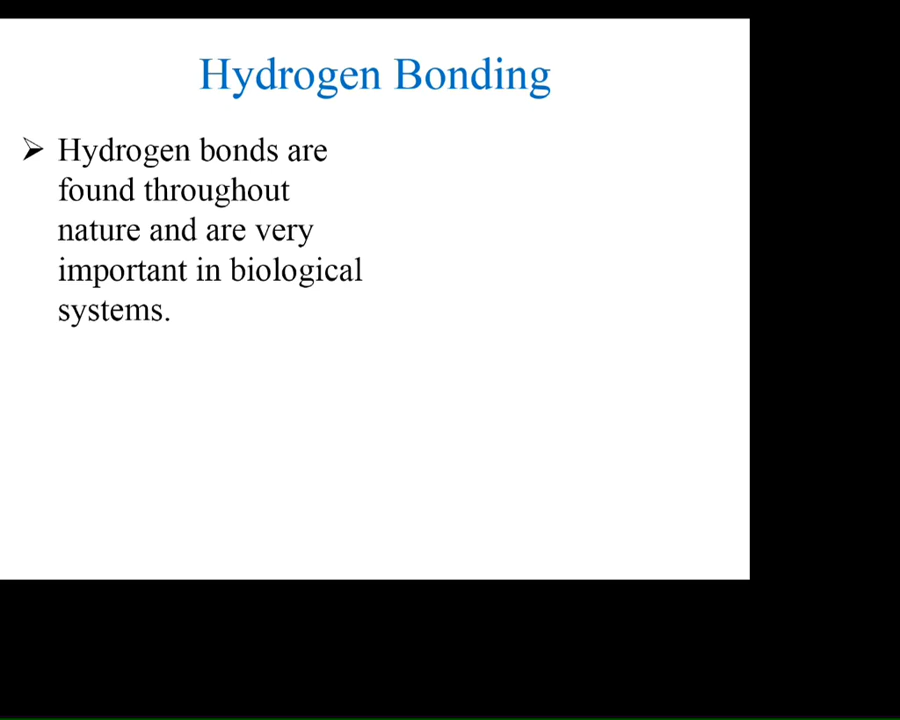 Hydrogen Bonding
➢ Hydrogen bonds are
found throughout
nature and are very
important in biological
systems.